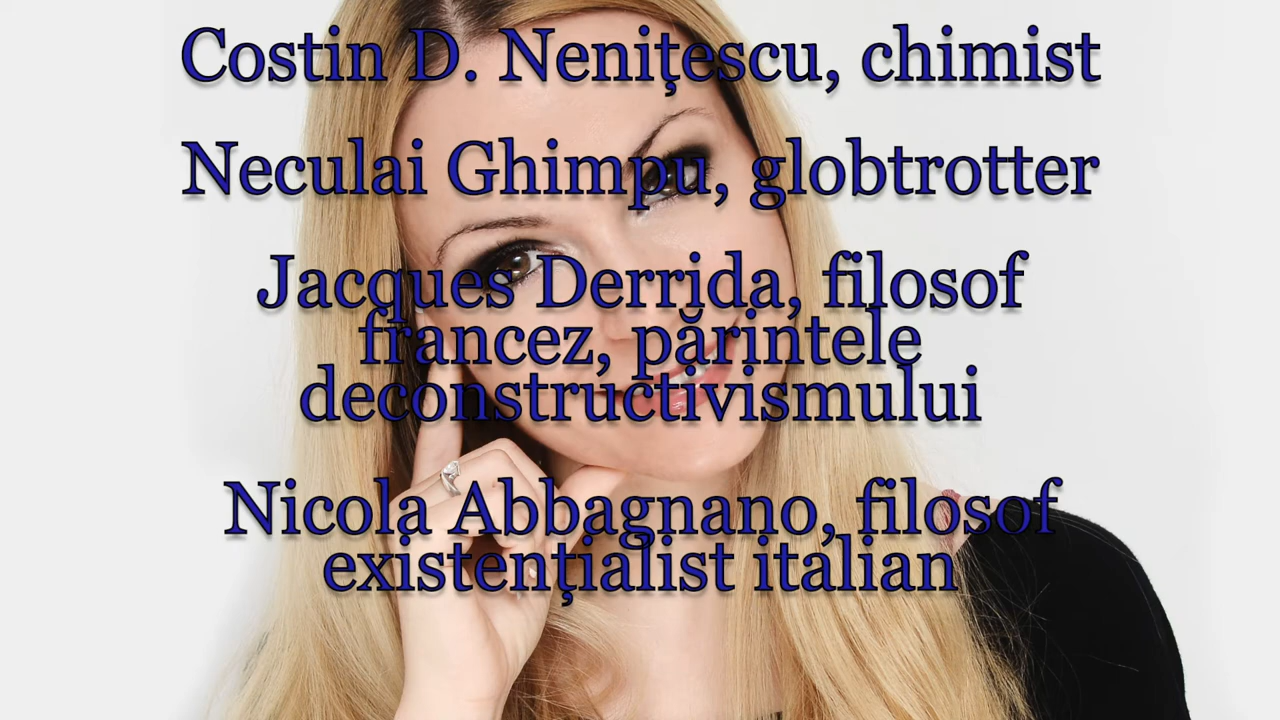 Costin D. Nenițescu, chimist
Neculai Ghimpu, globtrotter
Jacques Derrida, filosof
francez, părintele
deconstructivismului
Nicola Abbagnano, filosof
existențialist italian